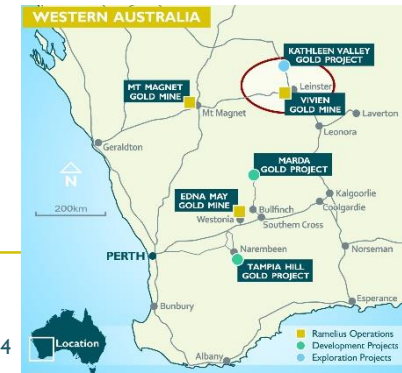 WESTERN AUSTRALIA
KATHLEEN VALLEY
GOLD PROJECT
Leinster
MT MAGNET
GOLD MINE
VIVIEN
GOLD MINE
Mt Magnet
Laverton
Leonora
Geraldton
MARDA
GOLD PROJECT
N
Kalgoorlie
200km
EDNA MAY
GOLD MINE
Bullfinch
Coolgardie
Westonia
Southern Cross
PERTH
Narembeen
Norseman
TAMPIA HILL
GOLD PROJECT
Bunbury
Esperance
4
Location
Ramelius Operations
Development Projects
Exploration Projects
Albany